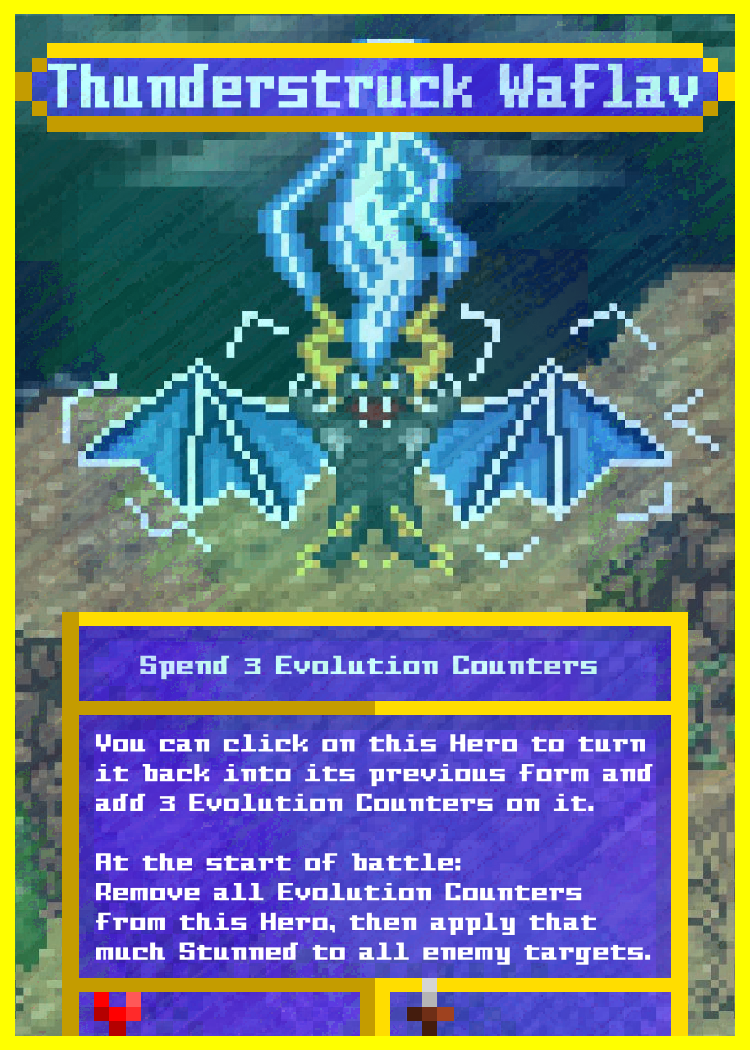 Thunderstruck Waflav
Spend 3 Evolution Counters
You can click on this Hero to turn
it back into its previous form and
add 3 Evolution Counters on it.
At the start of battle:
Remove all Evolution Counters
from this Hero, then apply that
much Stunned to all enemy targets.